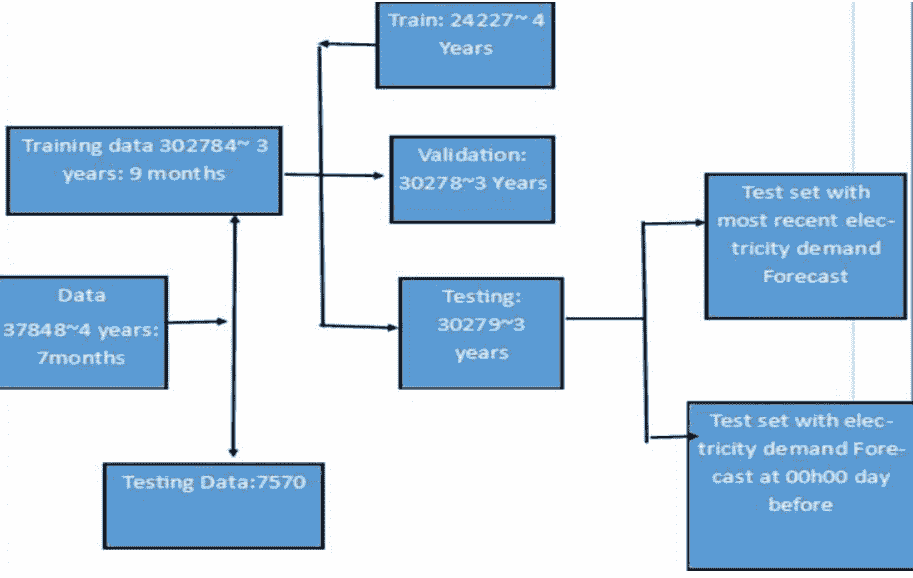 Train: 24227~ 4
Years
Training data 302784~ 3
years: 9 months
Validation:
30278~3 Years
Test set with
most recent elec-
tricity demand
Forecast
Data
37848~4 years:
7months
Testing:
30279~3
years
Test set with elec-
tricity demand Fore-
cast at 00h00 day
before
Testing Data:7570